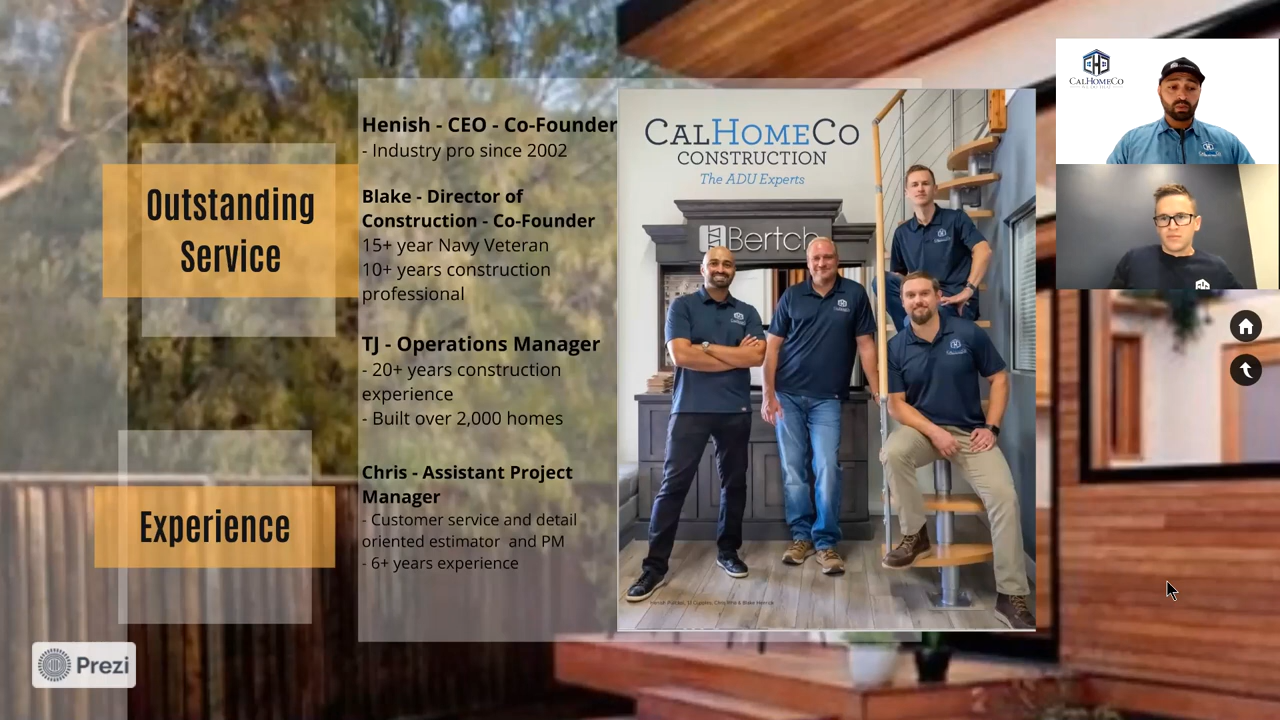 Outstanding
Service
Experience
Henish - CEO - Co-Founder
- Industry pro since 2002
Blake - Director of
Construction - Co-Founder
15+ year Navy Veteran
10+ years construction
professional
TJ - Operations Manager
- 20+ years construction
experience
- Built over 2,000 homes
Chris - Assistant Project
Manager
- Customer service and detail
oriented estimator and PM
- 6+ years experience
CALHOMECO
CONSTRUCTION
The ADU Experts
Bertch
CALHOMECO
Prezi